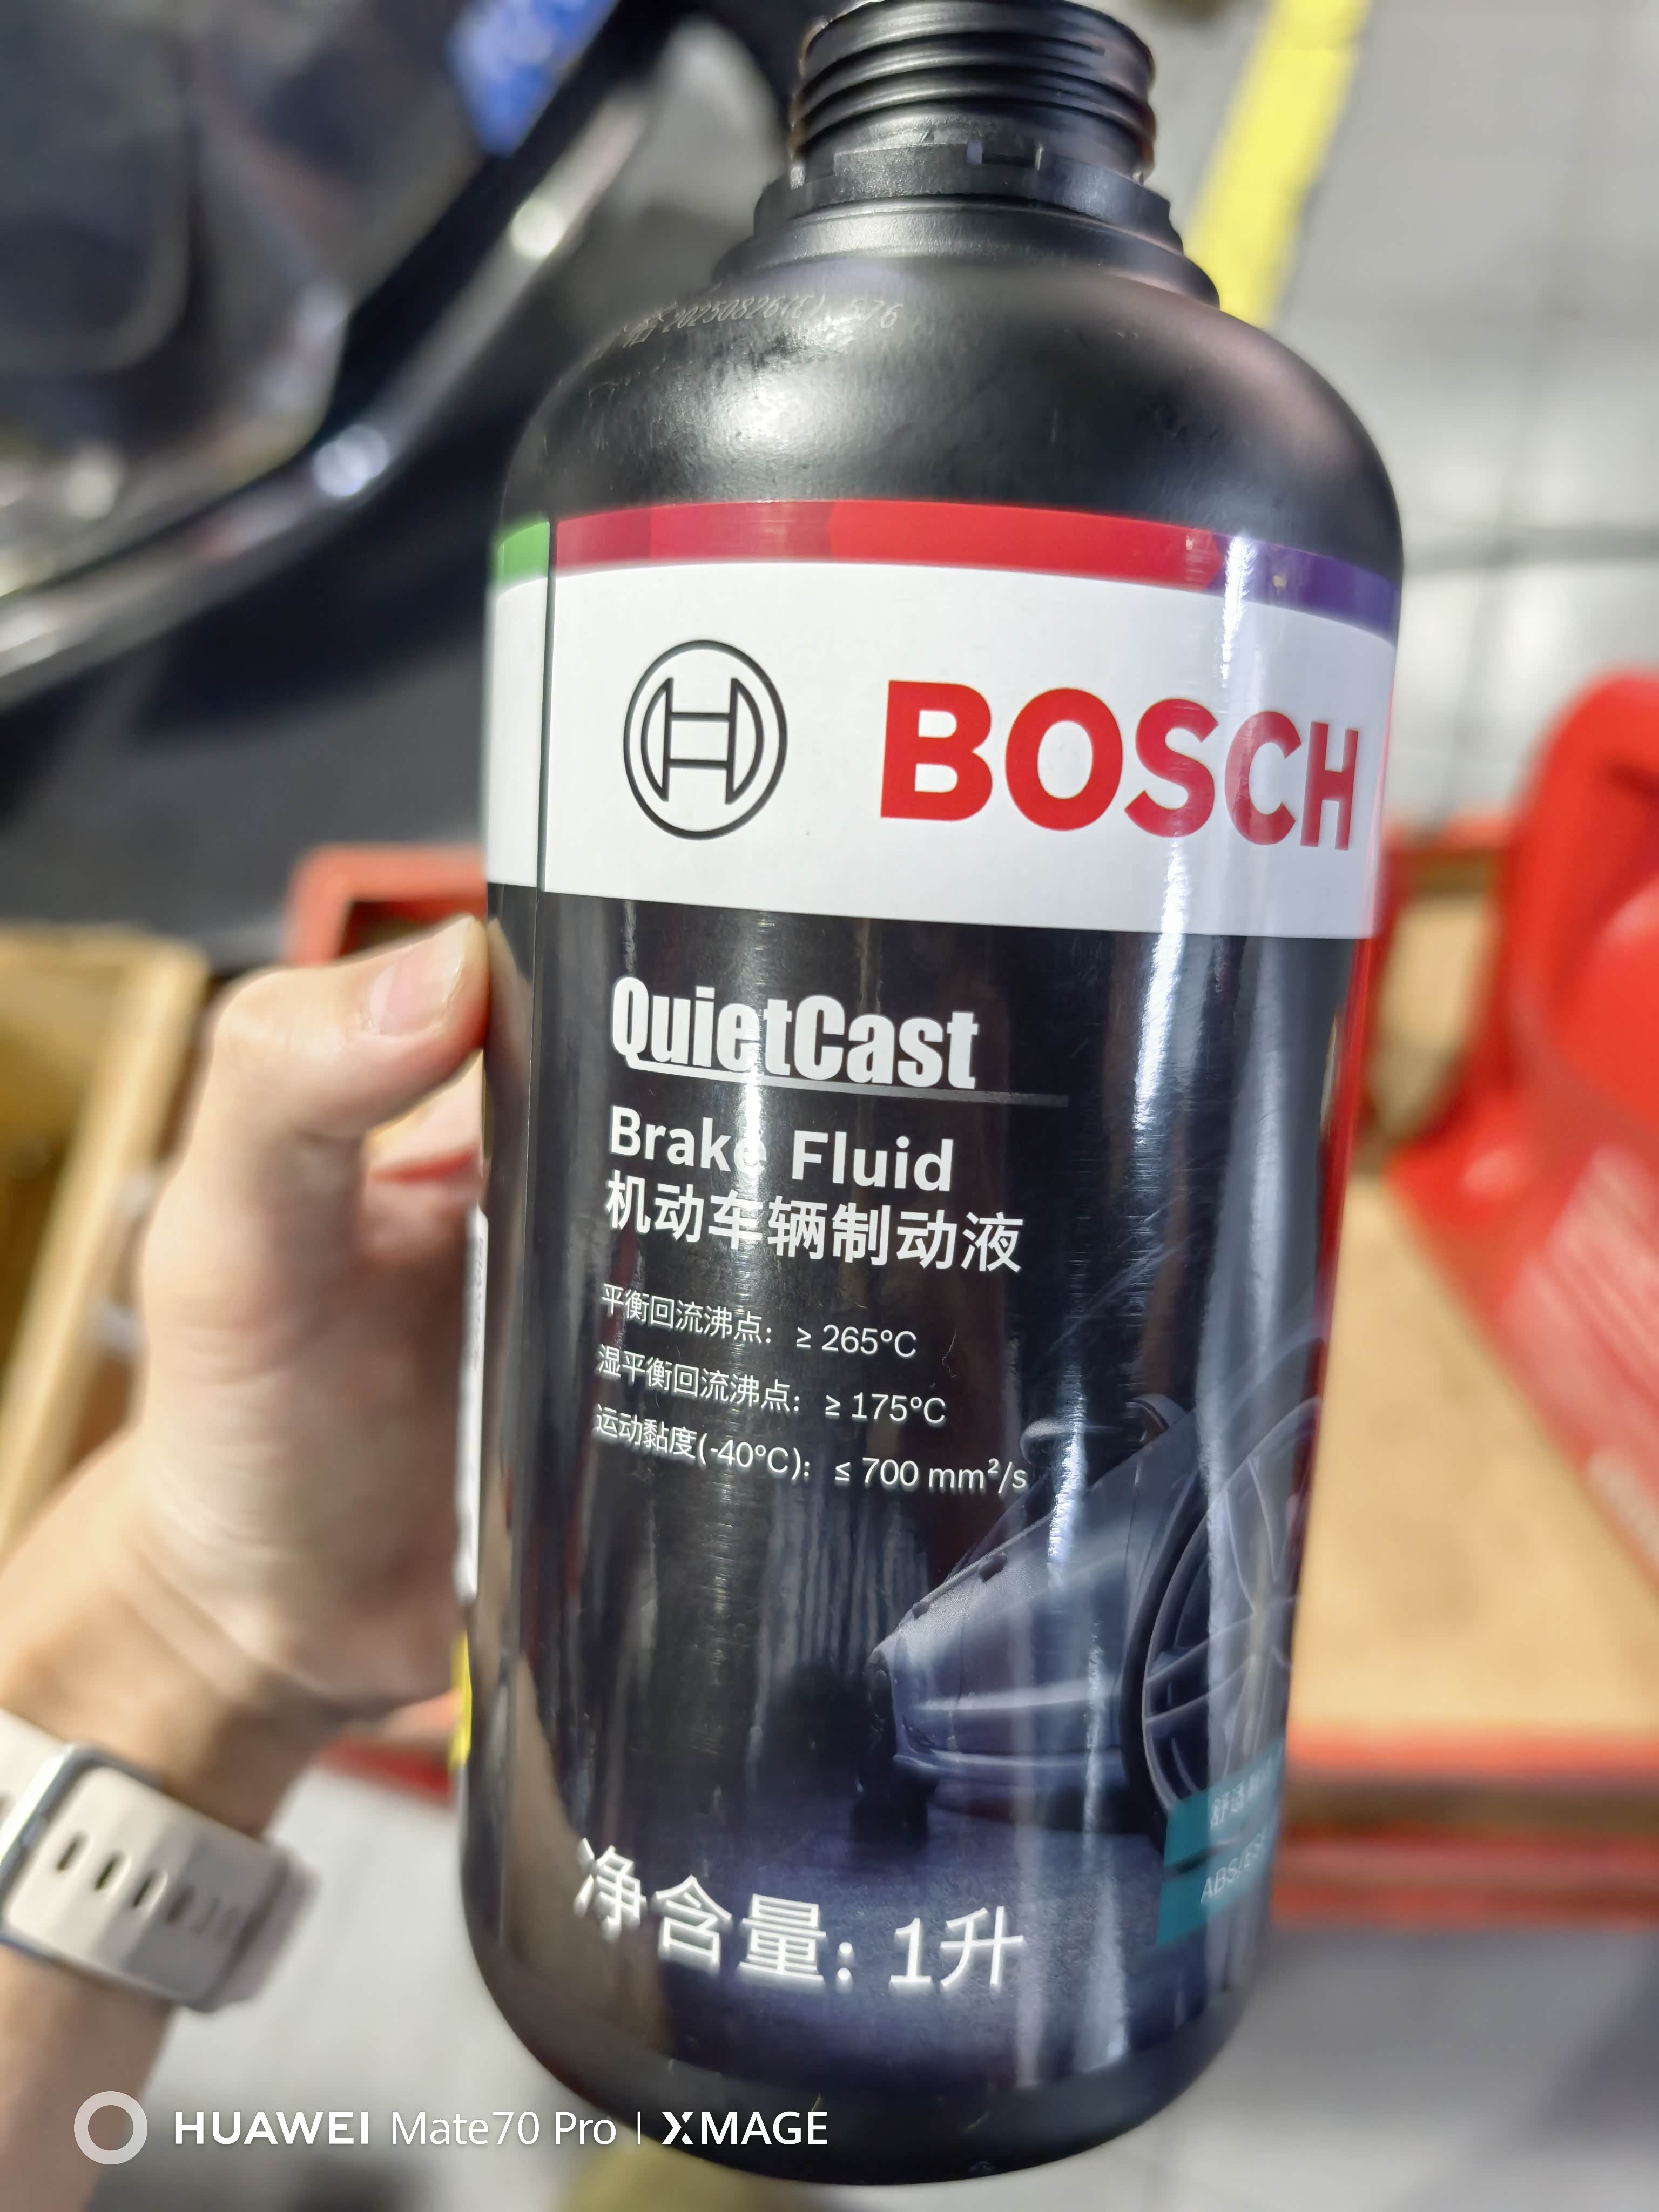 20250826
BOSCH
QuietCast
Brake Fluid
机动车辆制动液
平衡回流沸点: ≥ 265°C
湿平衡回流沸点: ≥ 175°C
运动黏度(-40°C): ≤ 700 mm²/s
ABS/
净含量: 1升
HUAWEI Mate70 Pro | XMAGE